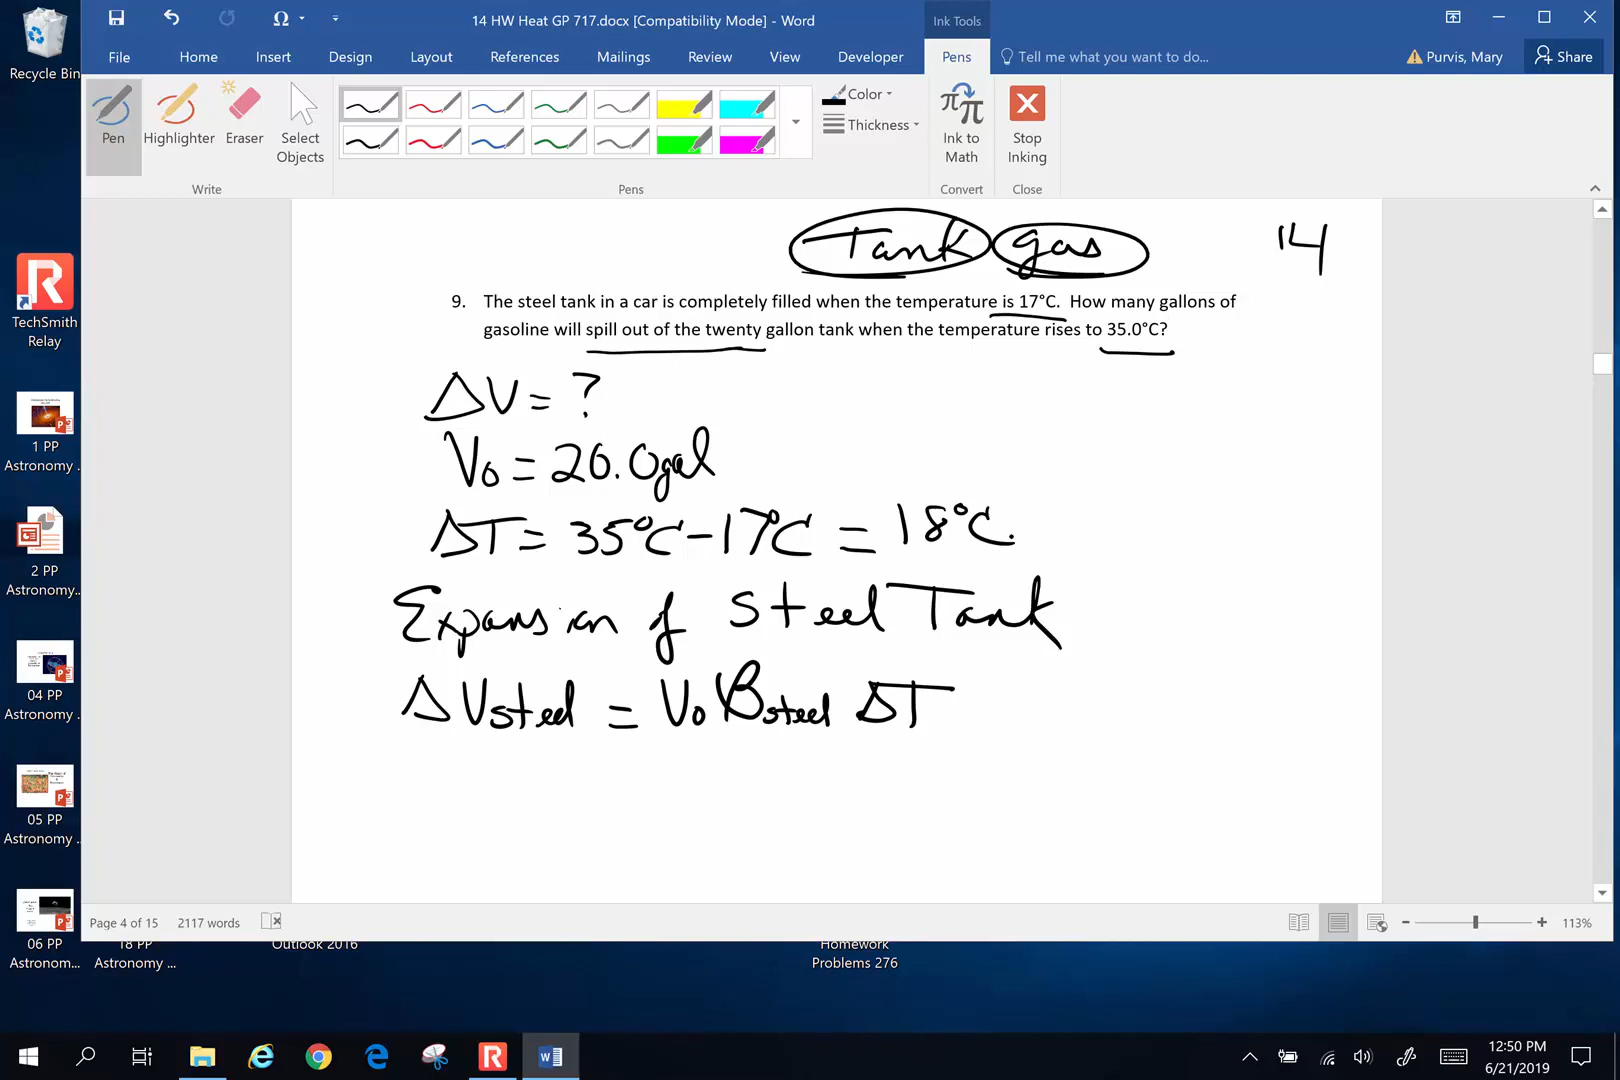 Recycle Bin
14 HW Heat GP 717.docx [Compatibility Mode] - Word
Ink Tools
File Home Insert Design Layout References Mailings Review View Developer Pens Tell me what you want to do... Purvis, Mary Share
Pen Highlighter Eraser Select Objects
Color
Thickness
Ink to Math
Stop Inking
Write Pens Convert Close
Tank gas 14
9. The steel tank in a car is completely filled when the temperature is 17°C. How many gallons of
gasoline will spill out of the twenty gallon tank when the temperature rises to 35.0°C?
ΔV = ?
V₀ = 20.0gal
ΔT = 35°C - 17°C = 18°C.
Expansion of Steel Tank
ΔVsteel = V₀ βsteel ΔT
TechSmith Relay
1 PP Astronomy ...
2 PP Astronomy...
04 PP Astronomy ...
05 PP Astronomy ...
06 PP Astronom...
18 PP Astronomy ...
Outlook 2016
Homework Problems 276
Page 4 of 15 2117 words 113%
12:50 PM
6/21/2019